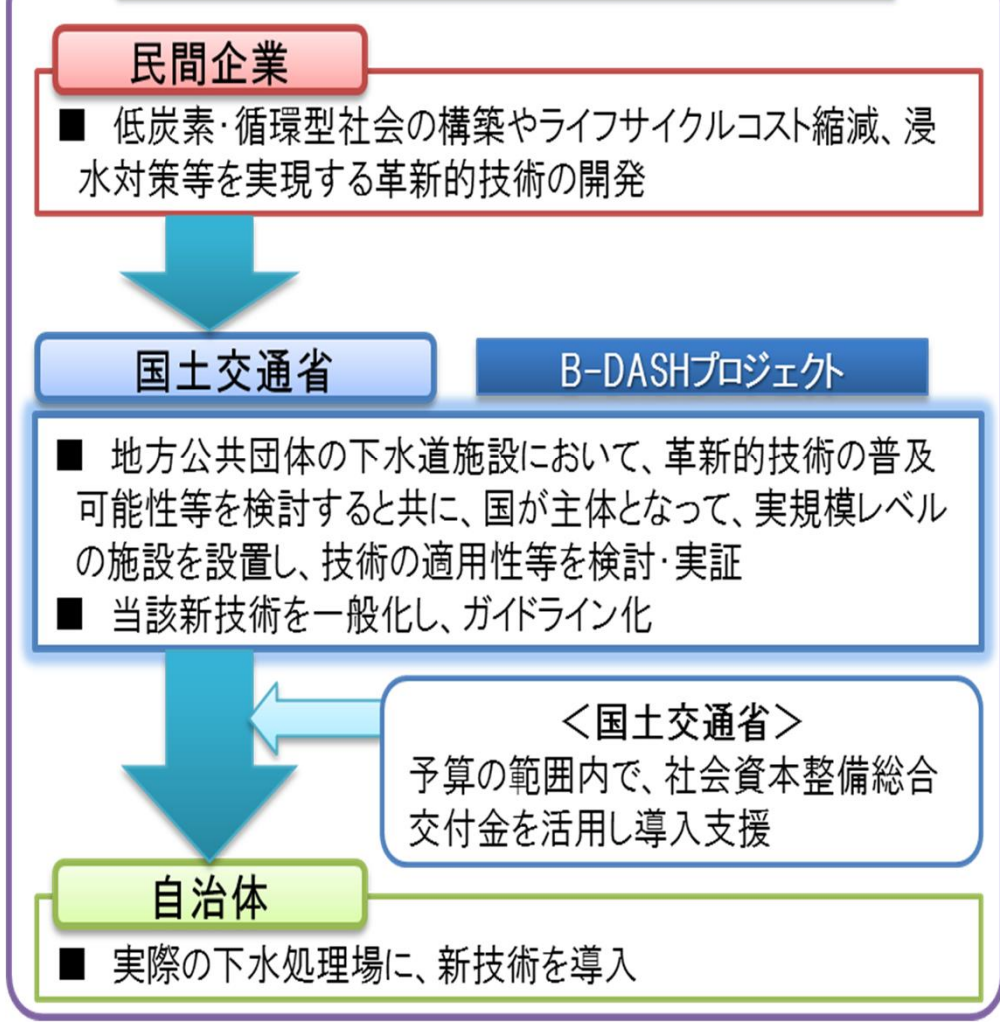 民間企業
■ 低炭素・循環型社会の構築やライフサイクルコスト縮減、浸
水対策等を実現する革新的技術の開発
国土交通省
B-DASHプロジェクト
■ 地方公共団体の下水道施設において、革新的技術の普及
可能性等を検討すると共に、国が主体となって、実規模レベル
の施設を設置し、技術の適用性等を検討・実証
■ 当該新技術を一般化し、ガイドライン化
＜国土交通省＞
予算の範囲内で、社会資本整備総合
交付金を活用し導入支援
自治体
■ 実際の下水処理場に、新技術を導入